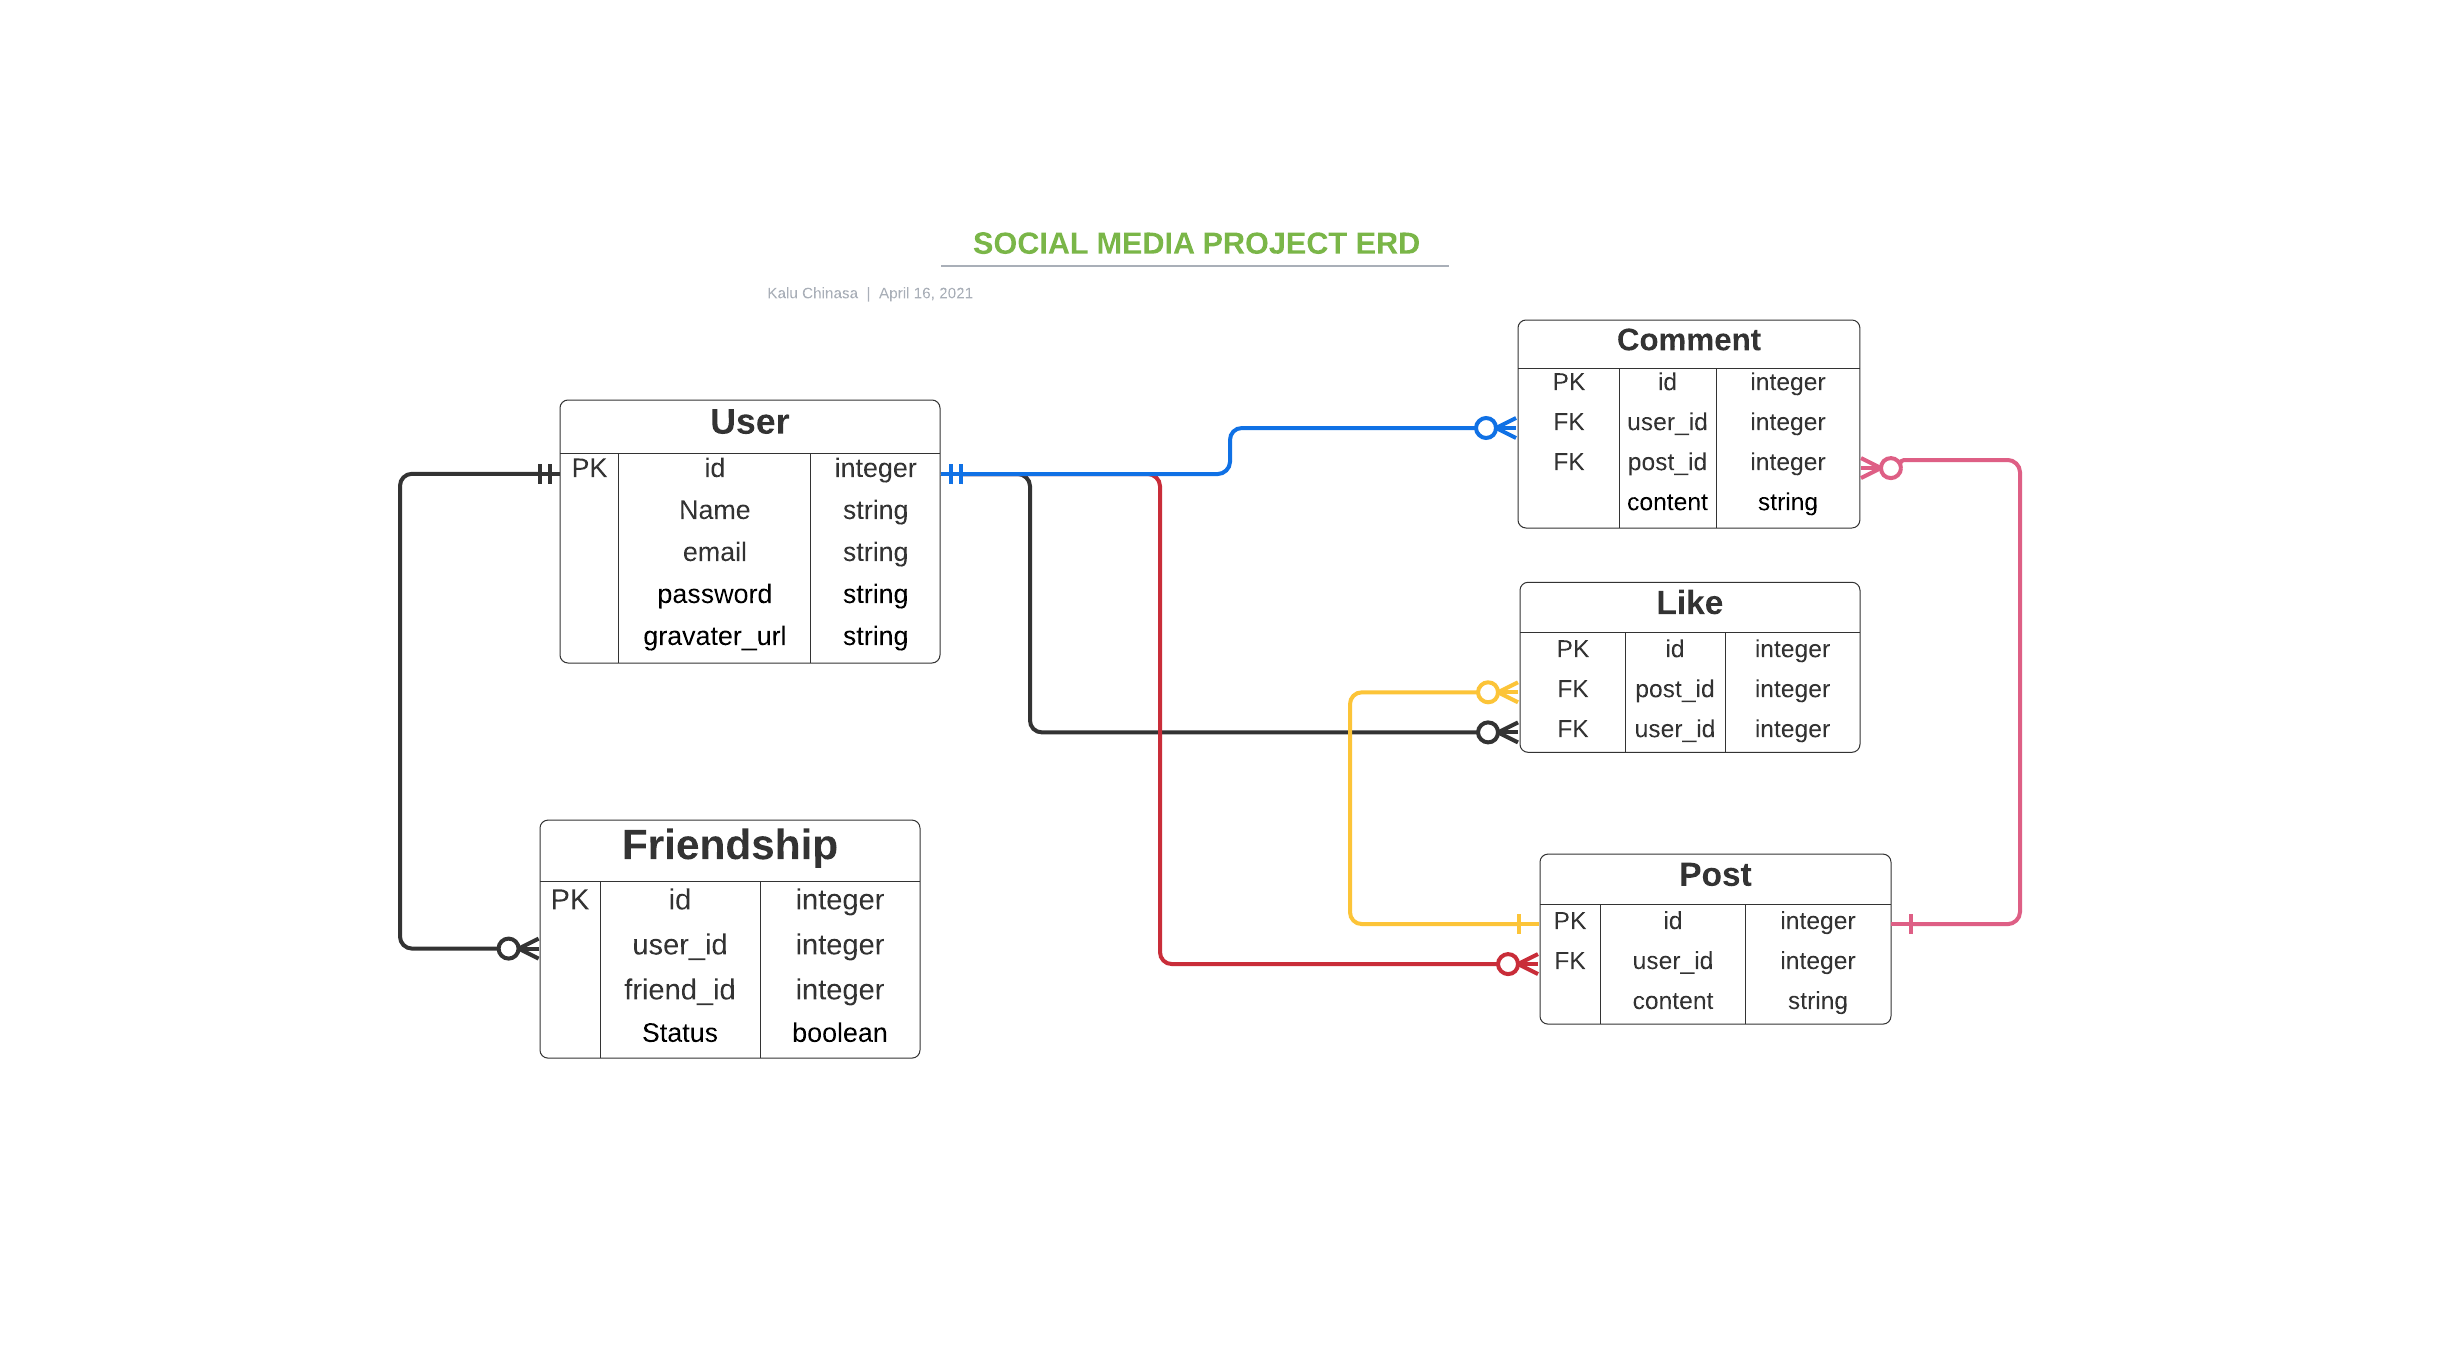 SOCIAL MEDIA PROJECT ERD
Kalu Chinasa | April 16, 2021
User
PK id integer
Name string
email string
password string
gravater_url string
Friendship
PK id integer
user_id integer
friend_id integer
Status boolean
Comment
PK id integer
FK user_id integer
FK post_id integer
content string
Like
PK id integer
FK post_id integer
FK user_id integer
Post
PK id integer
FK user_id integer
content string